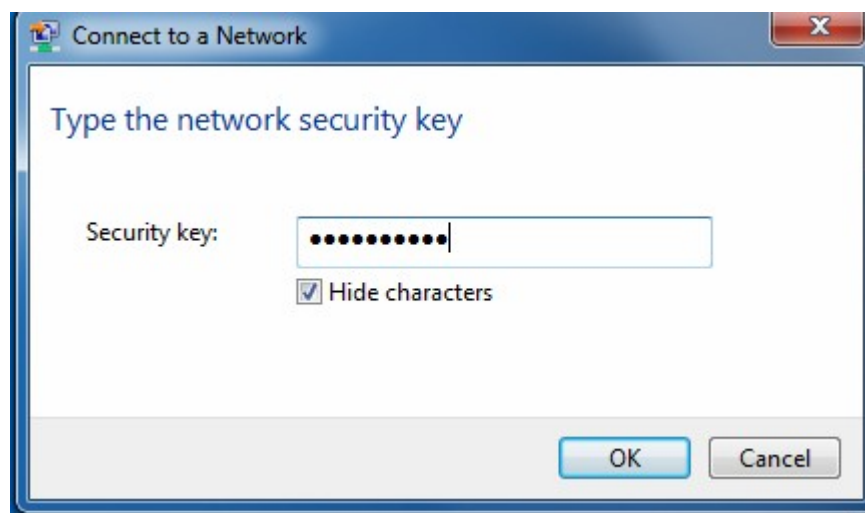 Connect to a Network
x
Type the network security key
Security key: ••••••••••
Hide characters
OK Cancel